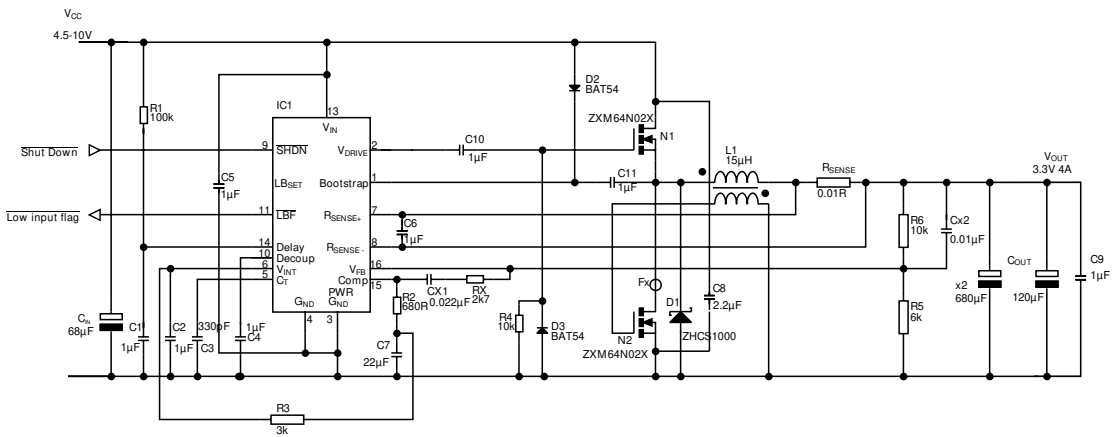 VCC
4.5-10V
D2
BAT54
R1
100k
IC1
13
VIN
ZXM64N02X
N1
Shut Down
9
SHDN
VDRIVE
2
C10
1µF
L1
15µH
RSENSE
0.01R
VOUT
3.3V 4A
C5
1µF
LBSET
Bootstrap
1
C11
1µF
Low input flag
11
LBF
RSENSE+
7
C6
1µF
R6
10k
Cx2
0.01µF
14
Delay
RSENSE -
8
10
Decoup
6
VINT
VFB
16
5
CT
Comp
15
CX1
0.022µF
RX
2k7
COUT
C9
1µF
PWR
GND
GND
4
3
R2
680R
Fx
D1
ZHCS1000
C8
2.2µF
x2
680µF
120µF
R5
6k
CIN
68µF
C1
1µF
C2
1µF
330pF
C3
1µF
C4
C7
22µF
R4
10k
D3
BAT54
N2
ZXM64N02X
R3
3k